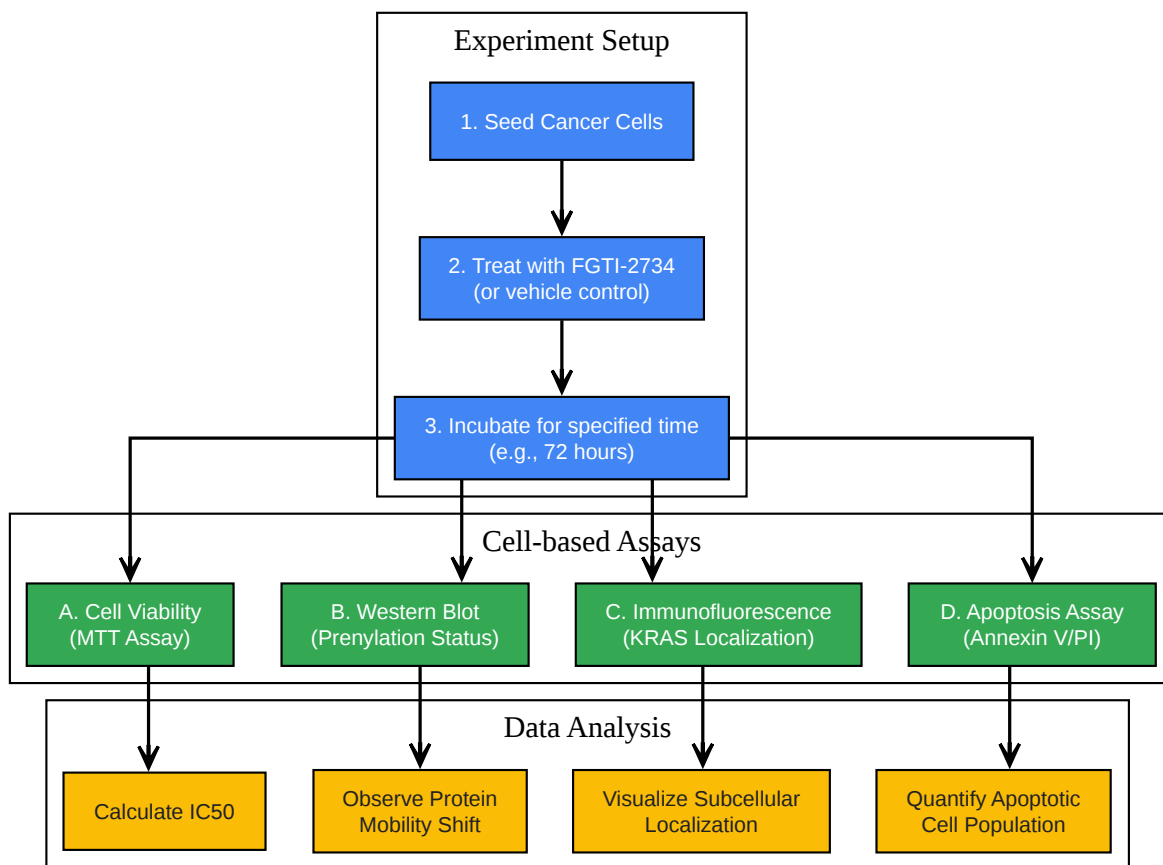 Experiment Setup
1. Seed Cancer Cells
2. Treat with FGTI-2734
(or vehicle control)
3. Incubate for specified time
(e.g., 72 hours)
Cell-based Assays
A. Cell Viability
(MTT Assay)
B. Western Blot
(Prenylation Status)
C. Immunofluorescence
(KRAS Localization)
D. Apoptosis Assay
(Annexin V/PI)
Data Analysis
Calculate IC50
Observe Protein
Mobility Shift
Visualize Subcellular
Localization
Quantify Apoptotic
Cell Population